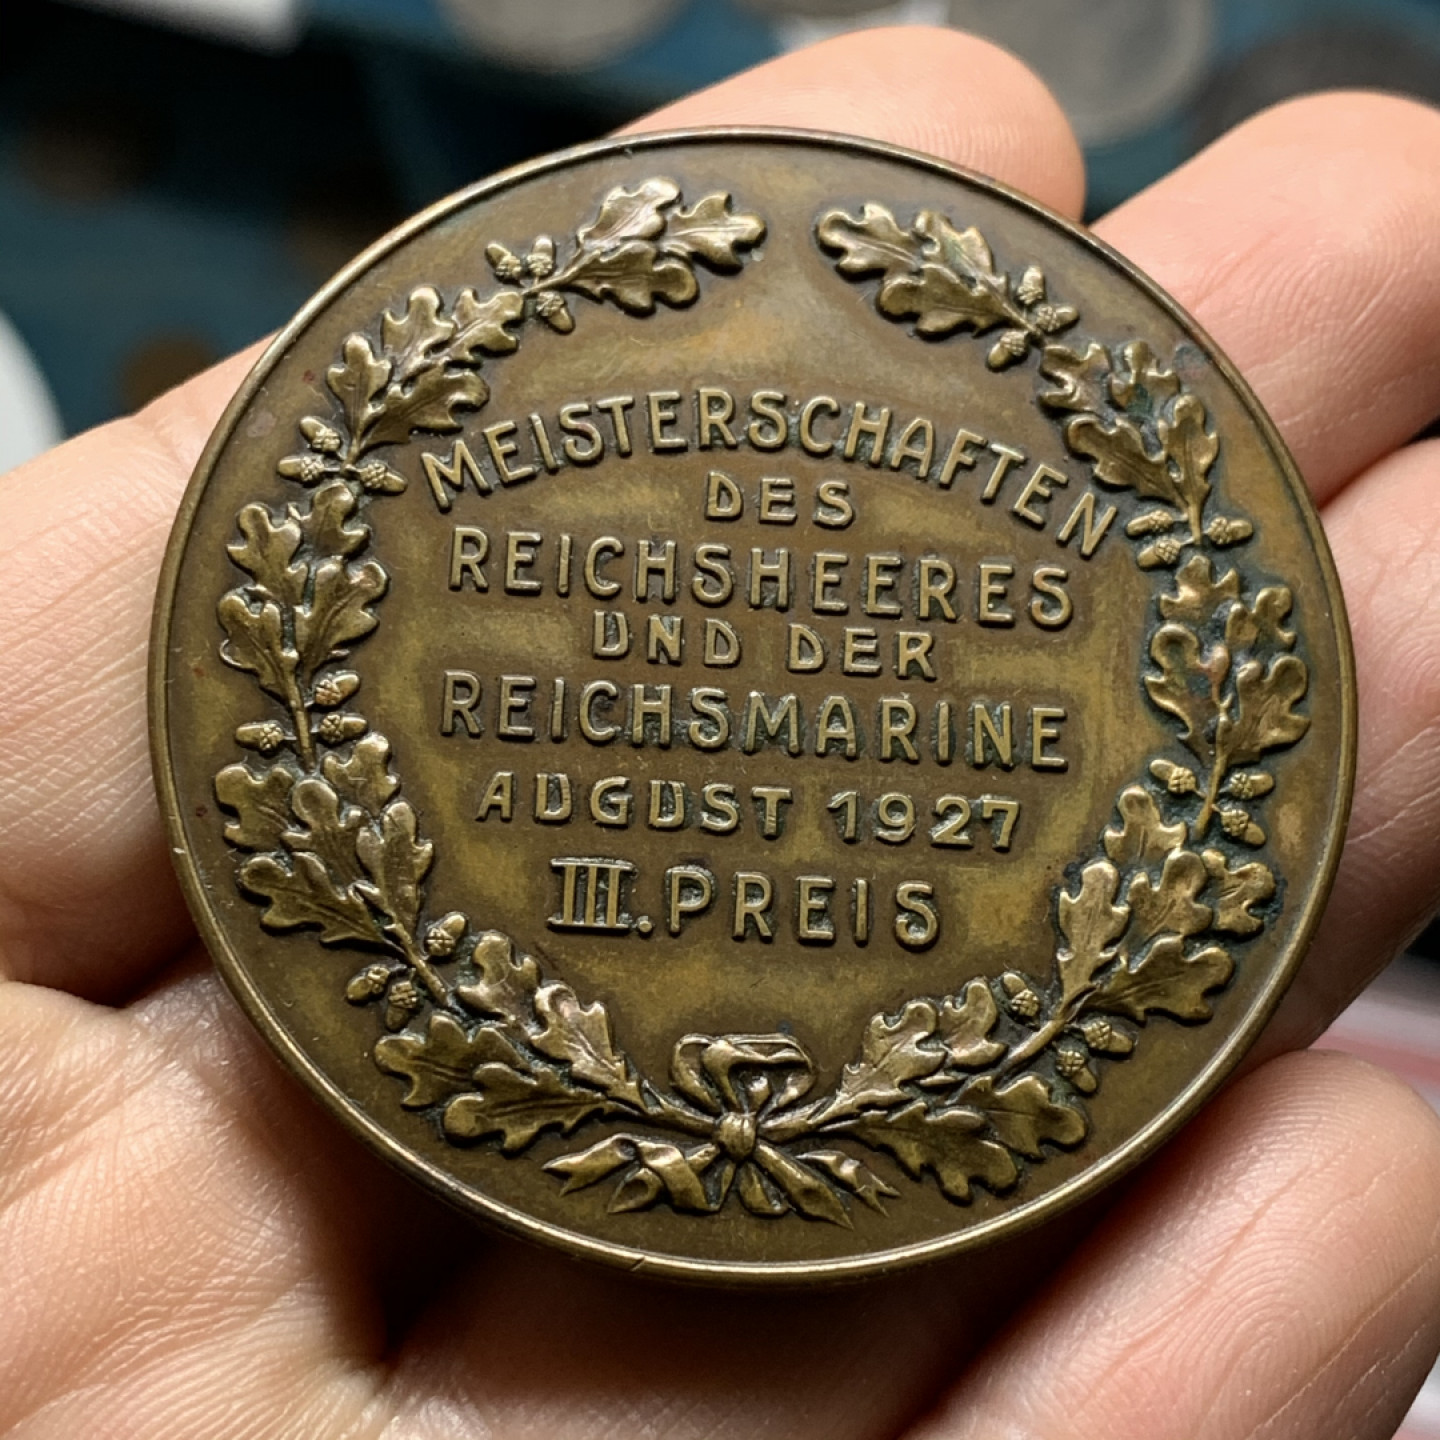 MEISTERSCHAFTEN
DES
REICHSHEERES
UND DER
REICHSMARINE
AUGUST 1927
III. PREIS